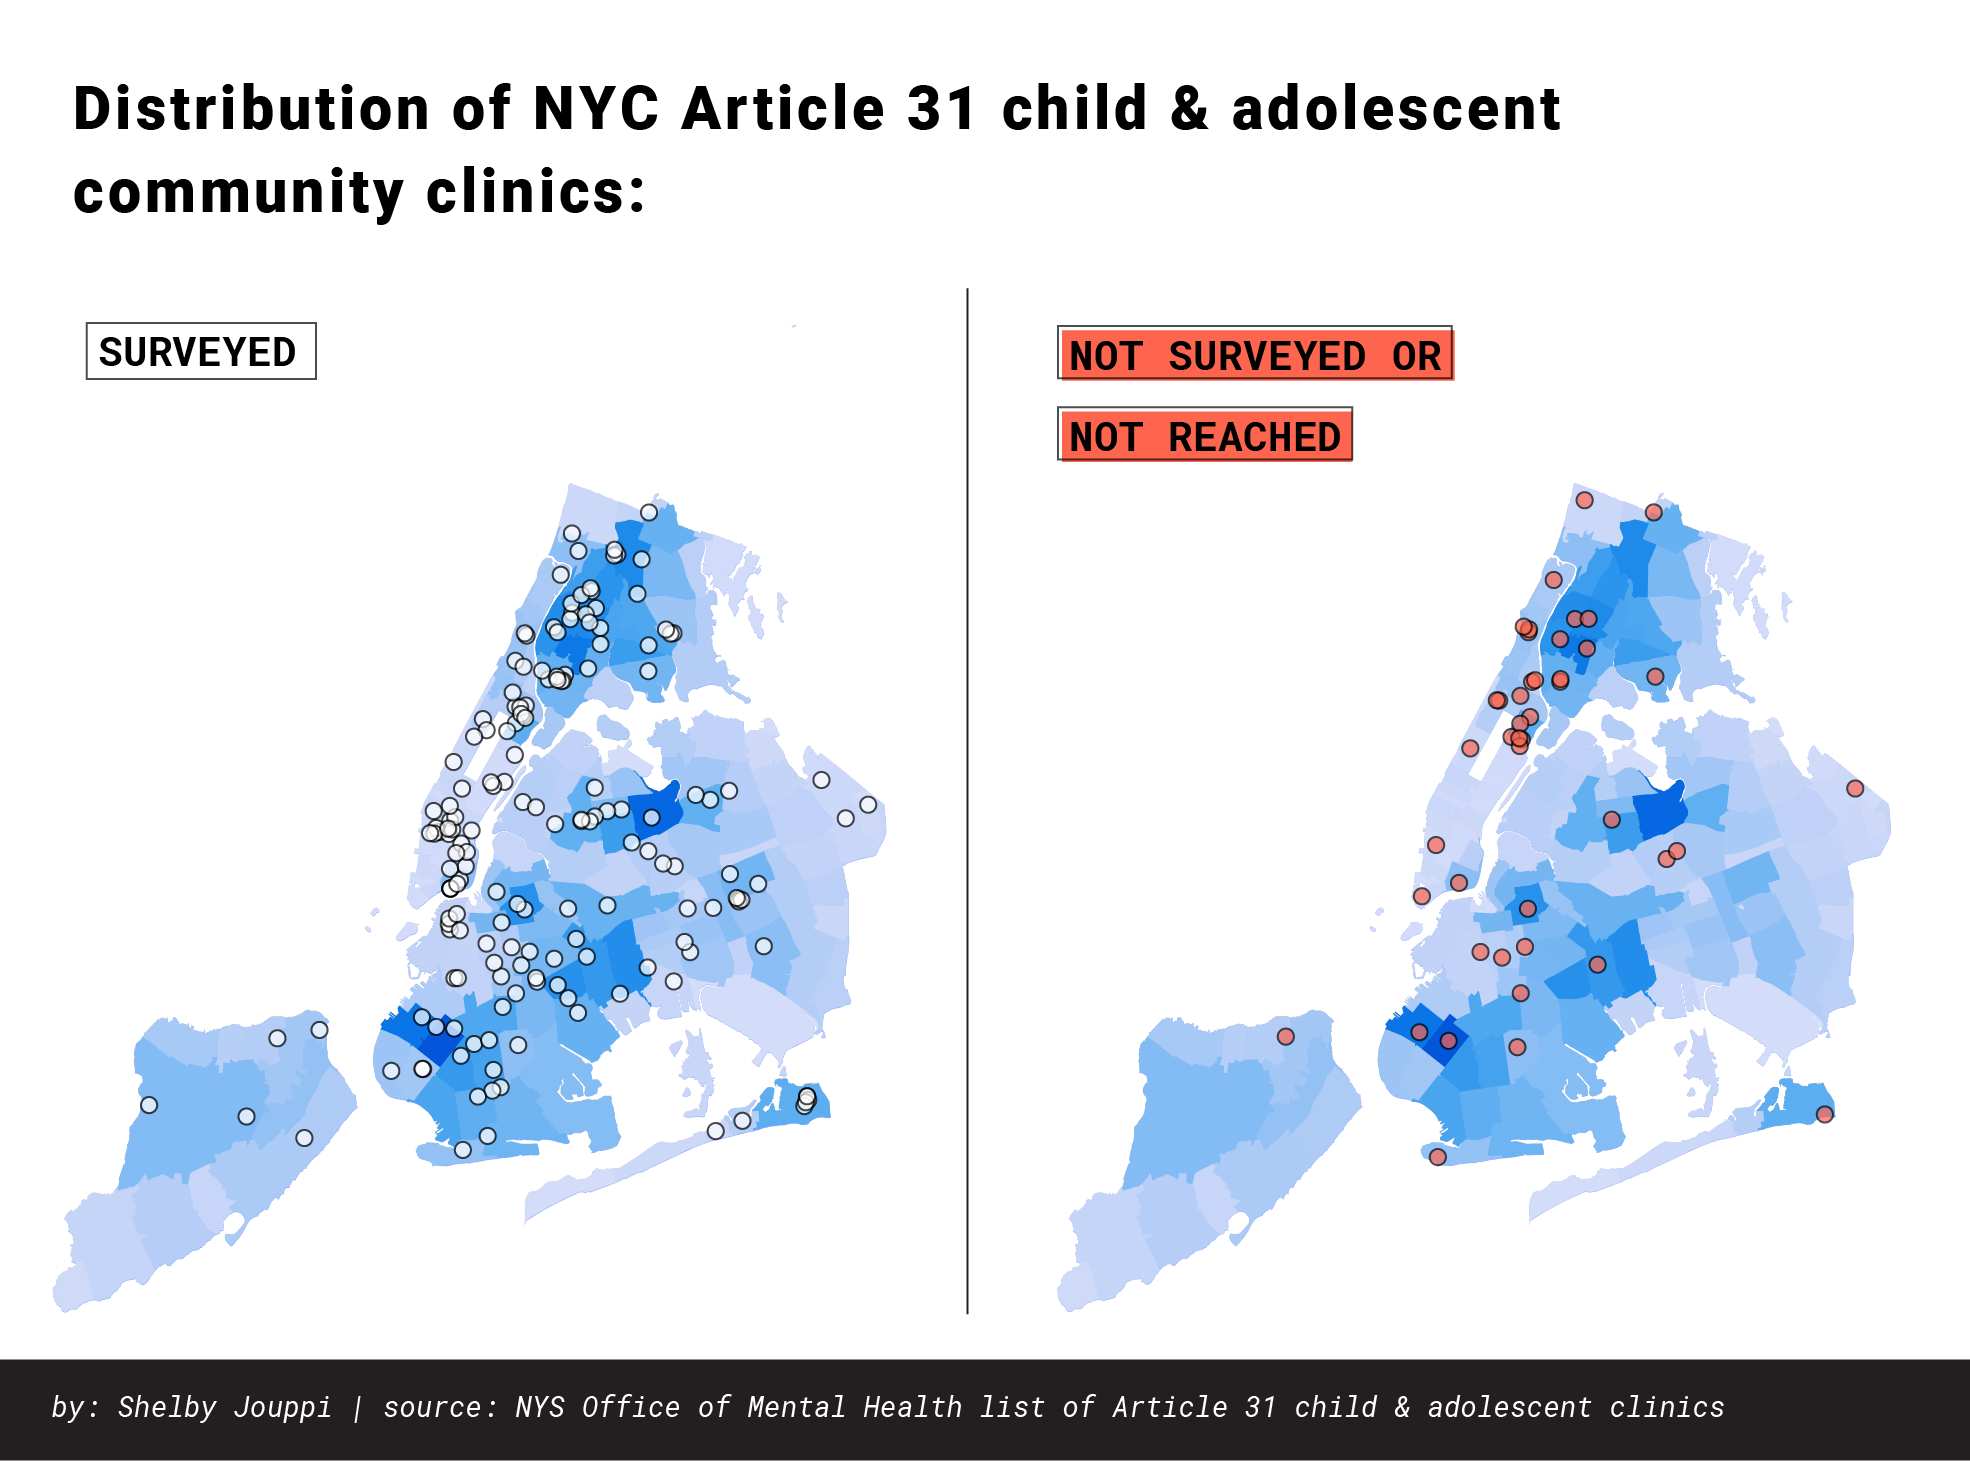 Distribution of NYC Article 31 child & adolescent
community clinics:
SURVEYED
NOT SURVEYED OR
NOT REACHED
by: Shelby Jouppi | source: NYS Office of Mental Health list of Article 31 child & adolescent clinics